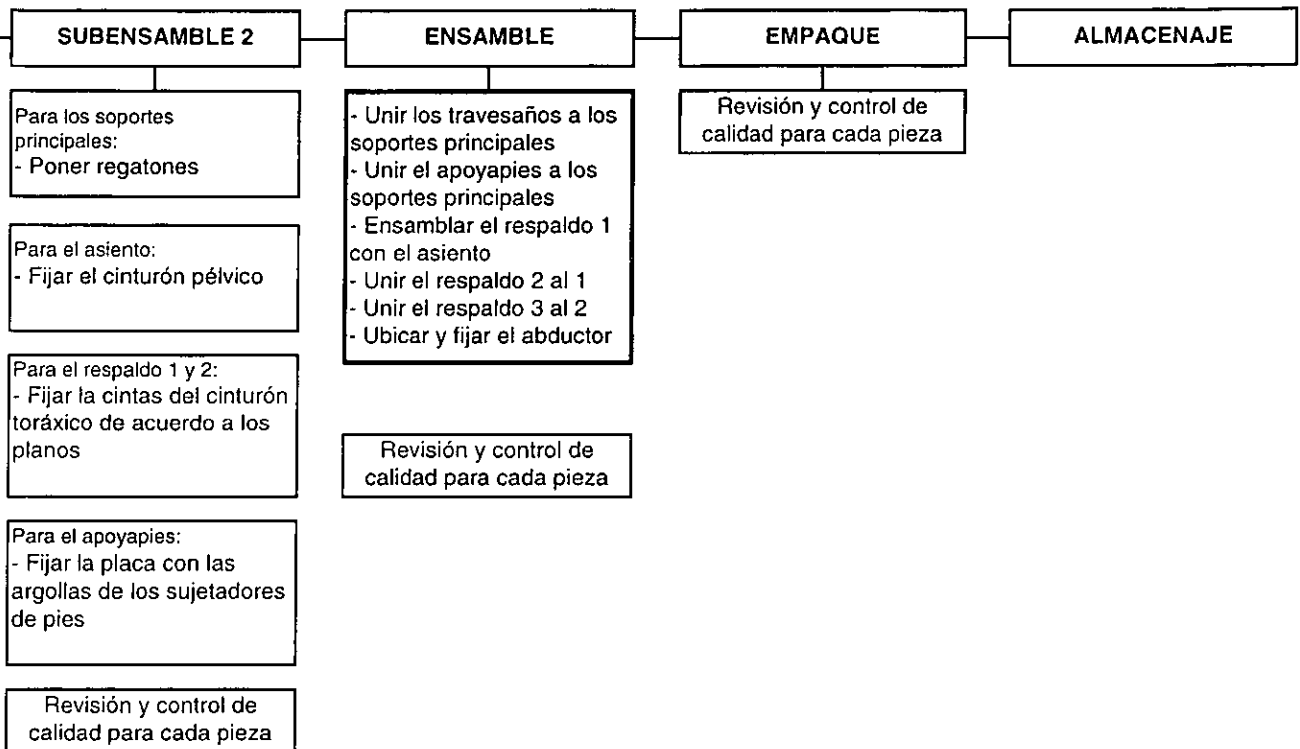 SUBENSAMBLE 2
Para los soportes
principales:
- Poner regatones
Para el asiento:
- Fijar el cinturón pélvico
Para el respaldo 1 y 2:
- Fijar la cintas del cinturón
toráxico de acuerdo a los
planos
Para el apoyapies:
- Fijar la placa con las
argollas de los sujetadores
de pies
Revisión y control de
calidad para cada pieza
ENSAMBLE
- Unir los travesaños a los
soportes principales
- Unir el apoyapies a los
soportes principales
- Ensamblar el respaldo 1
con el asiento
- Unir el respaldo 2 al 1
- Unir el respaldo 3 al 2
- Ubicar y fijar el abductor
Revisión y control de
calidad para cada pieza
EMPAQUE
Revisión y control de
calidad para cada pieza
ALMACENAJE